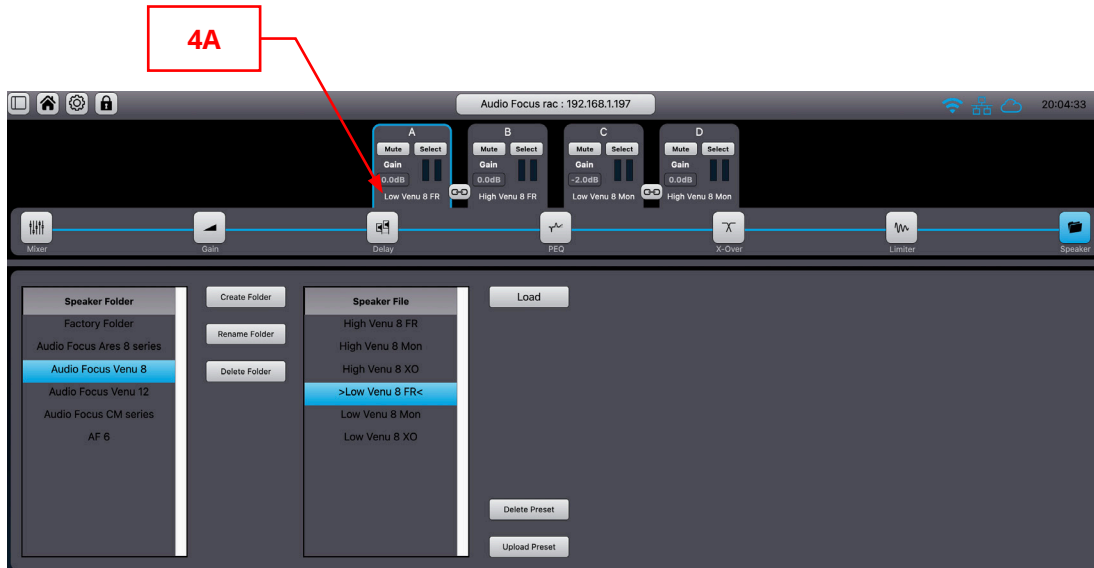 4A
Audio Focus rac : 192.168.1.197
20:04:33
A
Mute Select
Gain
0.0dB
Low Venu 8 FR
B
Mute Select
Gain
0.0dB
High Venu 8 FR
C
Mute Select
Gain
-2.0dB
Low Venu 8 Mon
D
Mute Select
Gain
0.0dB
High Venu 8 Mon
Mixer
Gain
Delay
PEQ
X-Over
Limiter
Speaker
Speaker Folder
Factory Folder
Audio Focus Ares 8 series
Audio Focus Venu 8
Audio Focus Venu 12
Audio Focus CM series
AF 6
Create Folder
Rename Folder
Delete Folder
Speaker File
High Venu 8 FR
High Venu 8 Mon
High Venu 8 XO
>Low Venu 8 FR<
Low Venu 8 Mon
Low Venu 8 XO
Load
Delete Preset
Upload Preset